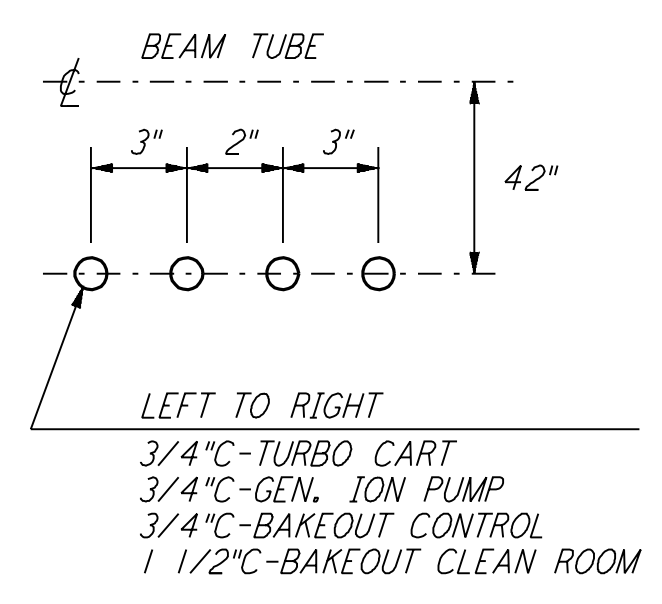 BEAM TUBE
℄
3" 2" 3"
42"
LEFT TO RIGHT
3/4"C-TURBO CART
3/4"C-GEN. ION PUMP
3/4"C-BAKEOUT CONTROL
1 1/2"C-BAKEOUT CLEAN ROOM